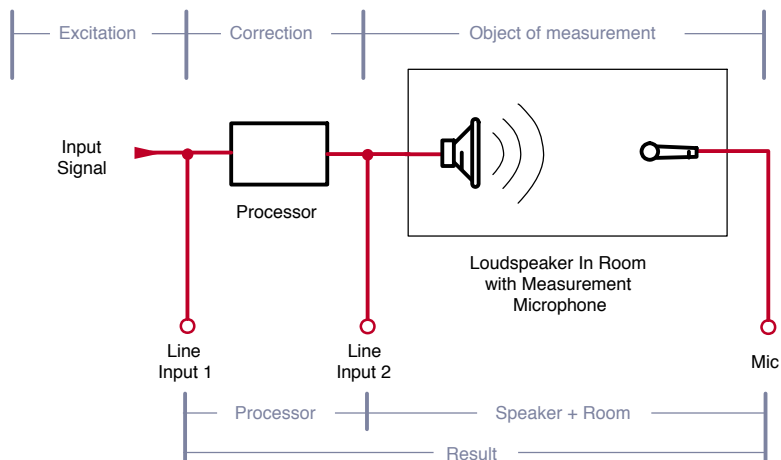 Excitation
Correction
Object of measurement
Input
Signal
Processor
Loudspeaker In Room
with Measurement
Microphone
Line
Input 1
Line
Input 2
Mic
Processor
Speaker + Room
Result